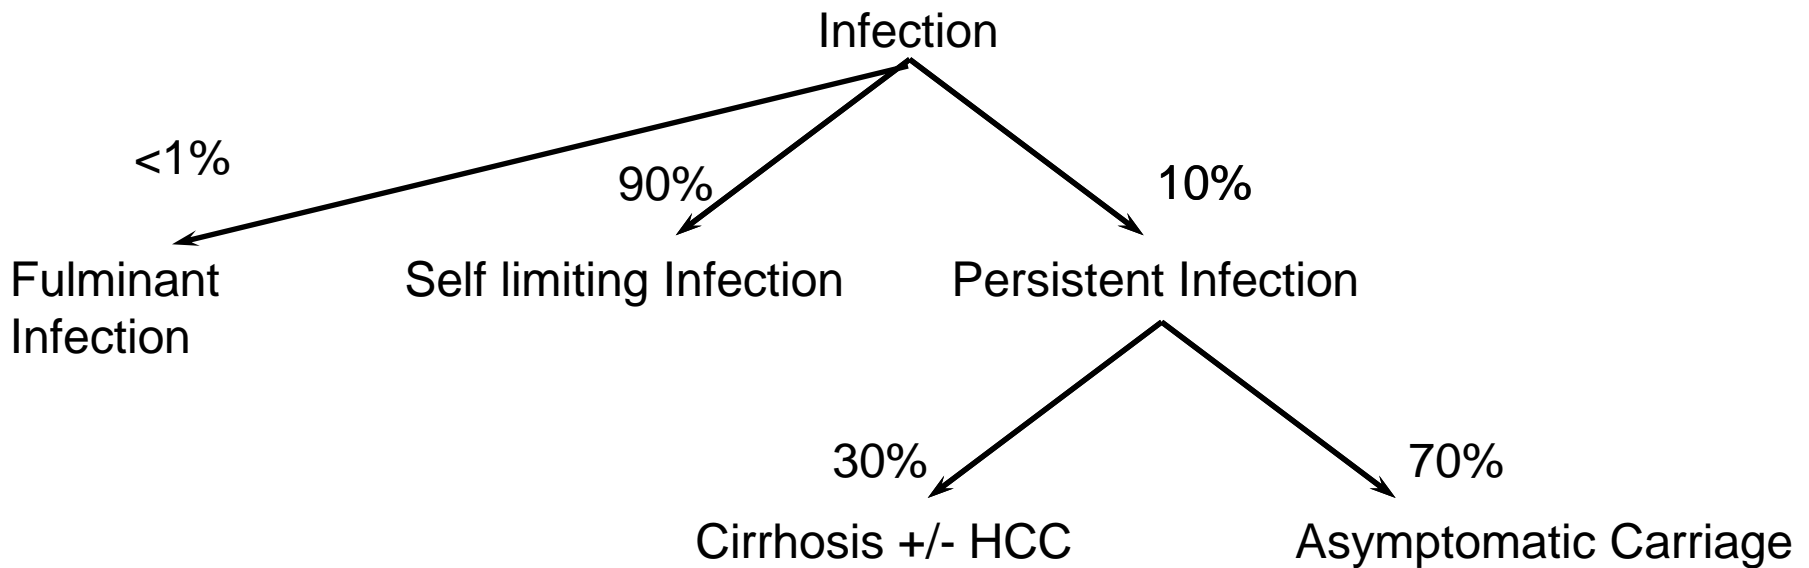 Infection
<1%
90%
10%
Fulminant
Infection
Self limiting Infection
Persistent Infection
30%
70%
Cirrhosis +/- HCC
Asymptomatic Carriage